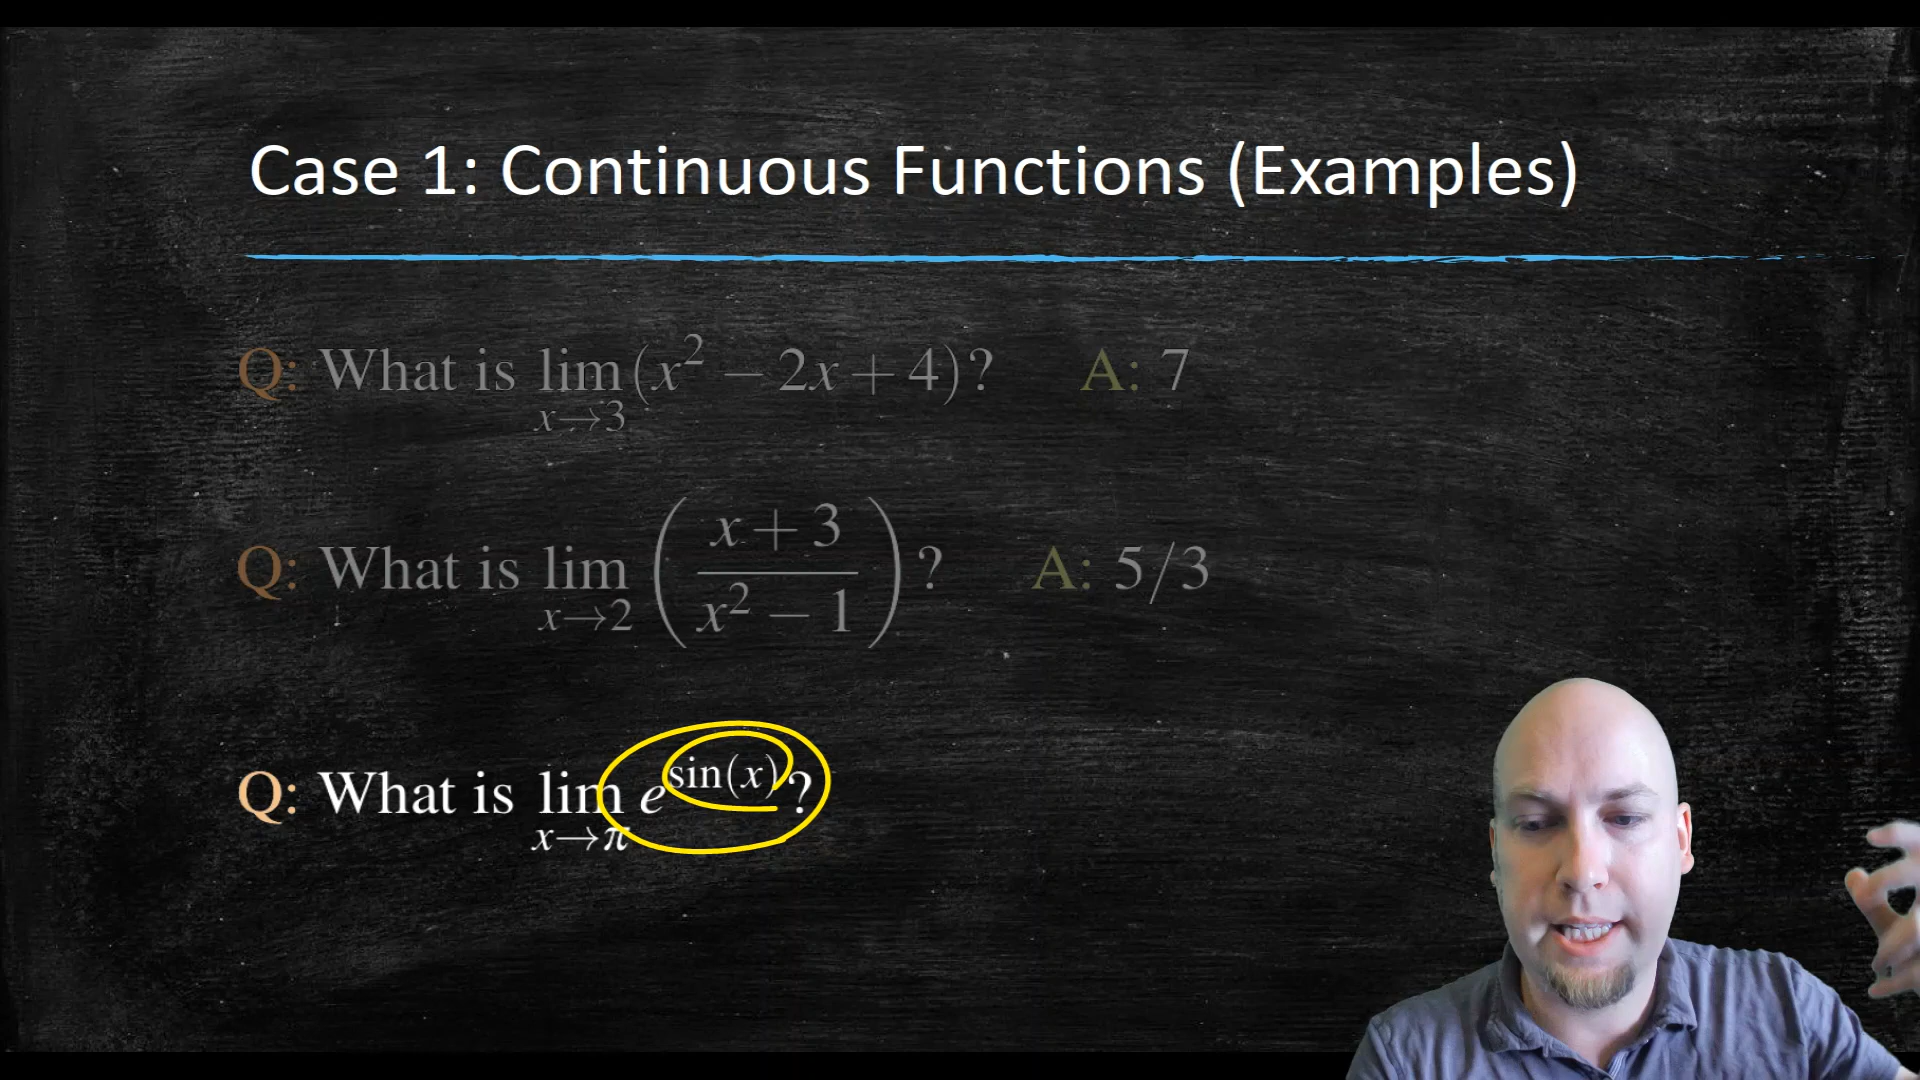 Case 1: Continuous Functions (Examples)
Q: What is lim x→3 (x² − 2x + 4)? A: 7
Q: What is lim x→2 ( (x + 3) / (x² − 1) )? A: 5/3
Q: What is lim x→π e^sin(x)?